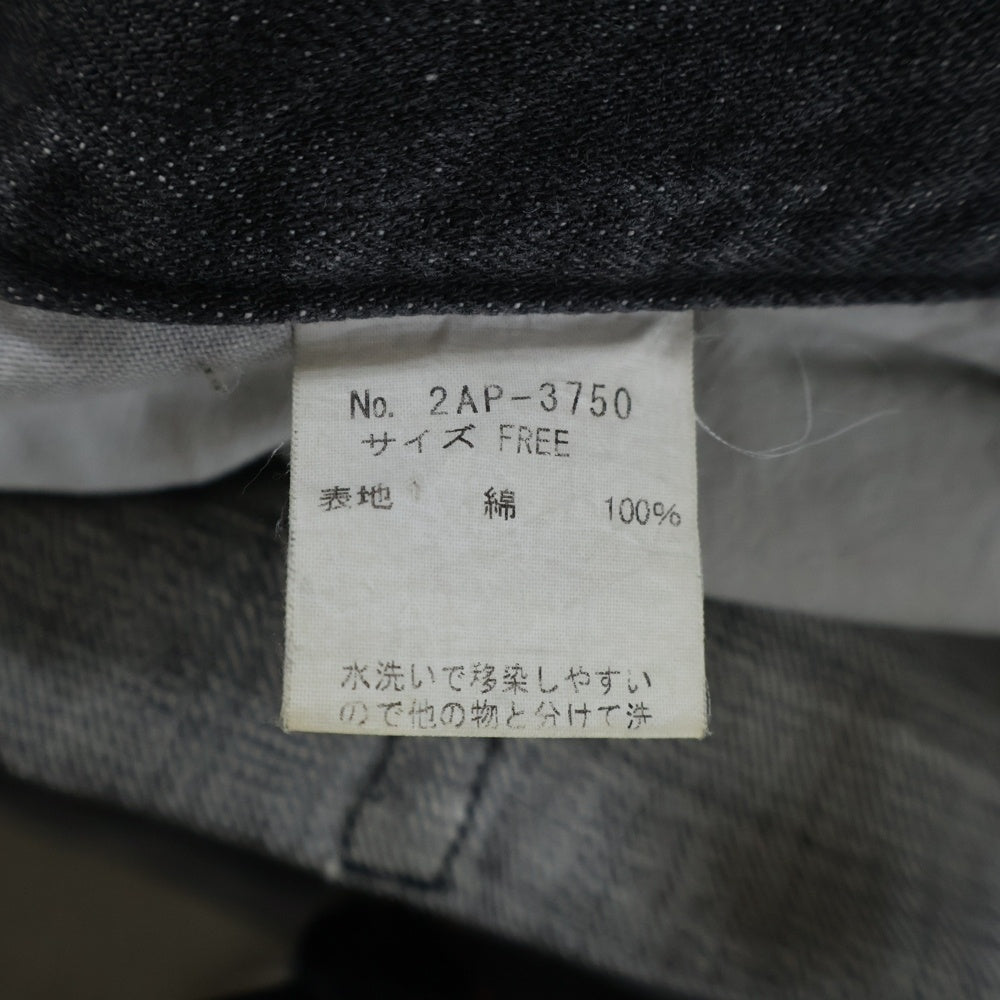 No. 2AP-3750
サイズ FREE
表地 綿 100%
水洗いで移染しやすい
ので他の物と分けて洗